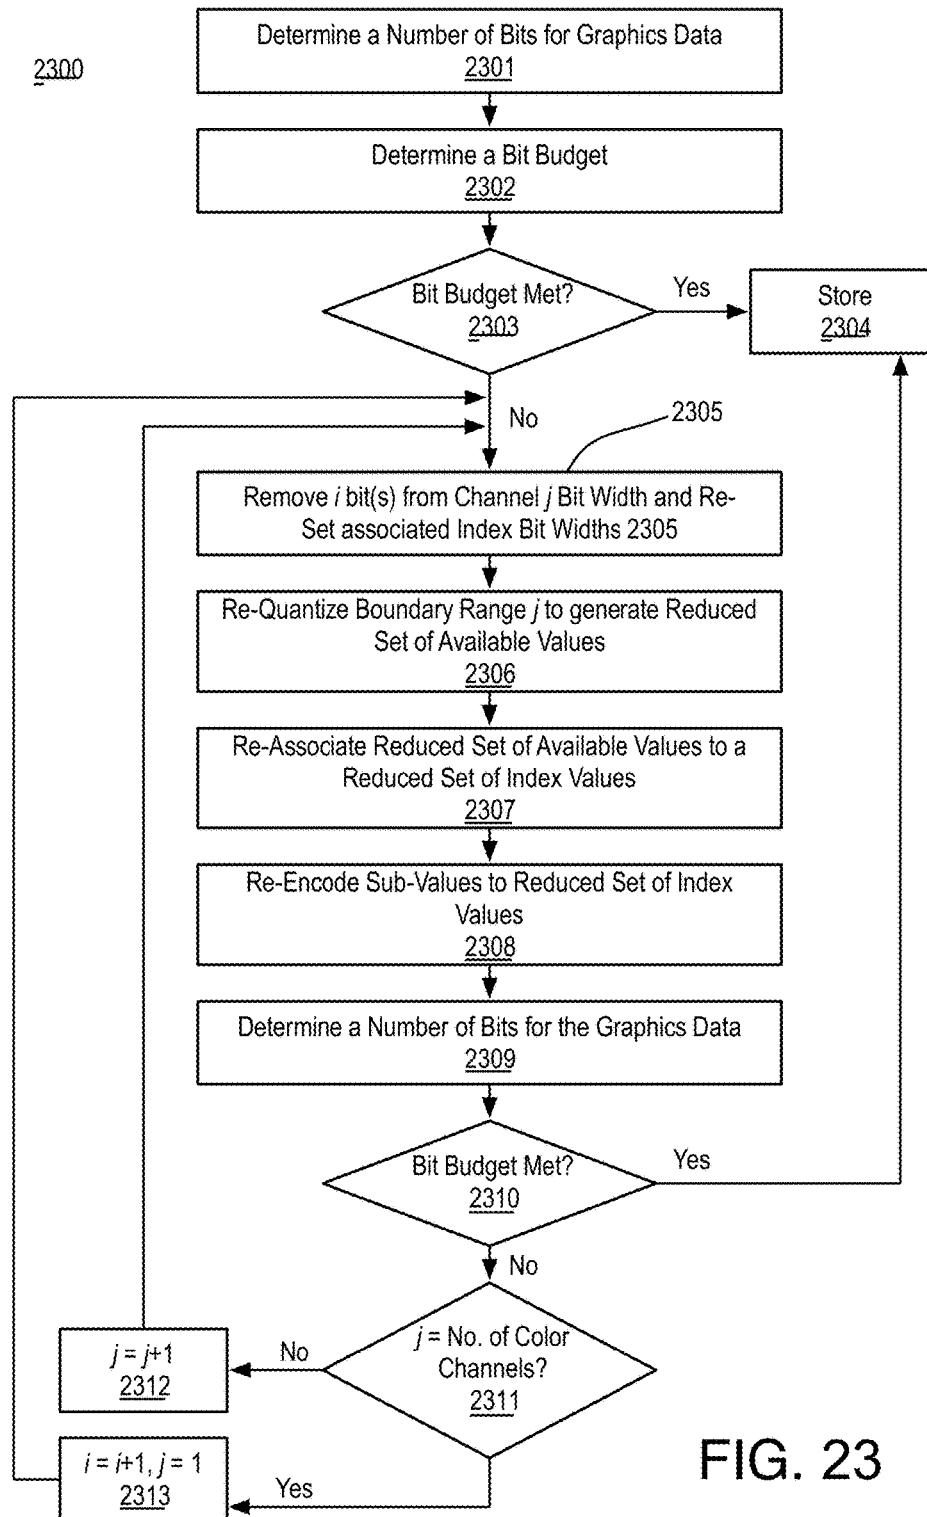 2300
Determine a Number of Bits for Graphics Data
2301
Determine a Bit Budget
2302
Bit Budget Met?
2303
Yes
Store
2304
No
2305
Remove i bit(s) from Channel j Bit Width and Re-
Set associated Index Bit Widths 2305
Re-Quantize Boundary Range j to generate Reduced
Set of Available Values
2306
Re-Associate Reduced Set of Available Values to a
Reduced Set of Index Values
2307
Re-Encode Sub-Values to Reduced Set of Index
Values
2308
Determine a Number of Bits for the Graphics Data
2309
Bit Budget Met?
2310
Yes
No
j = No. of Color
Channels?
2311
No
j = j+1
2312
Yes
i = i+1, j = 1
2313
FIG. 23